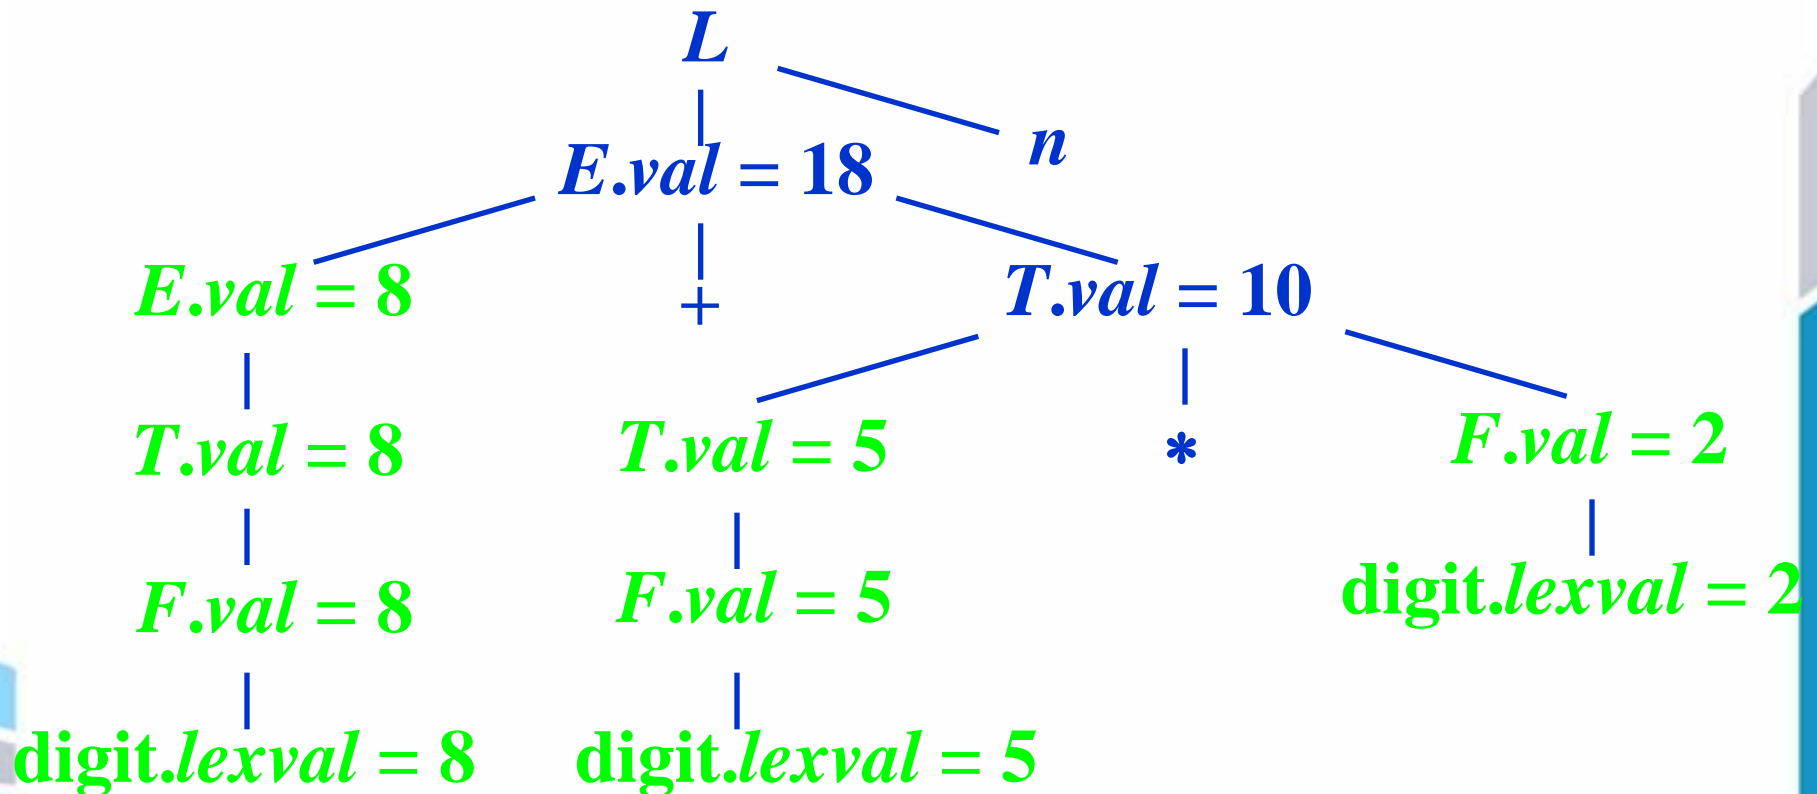 L
n
E.val = 18
E.val = 8 + T.val = 10
T.val = 8 T.val = 5 * F.val = 2
F.val = 8 F.val = 5 digit.lexval = 2
digit.lexval = 8 digit.lexval = 5